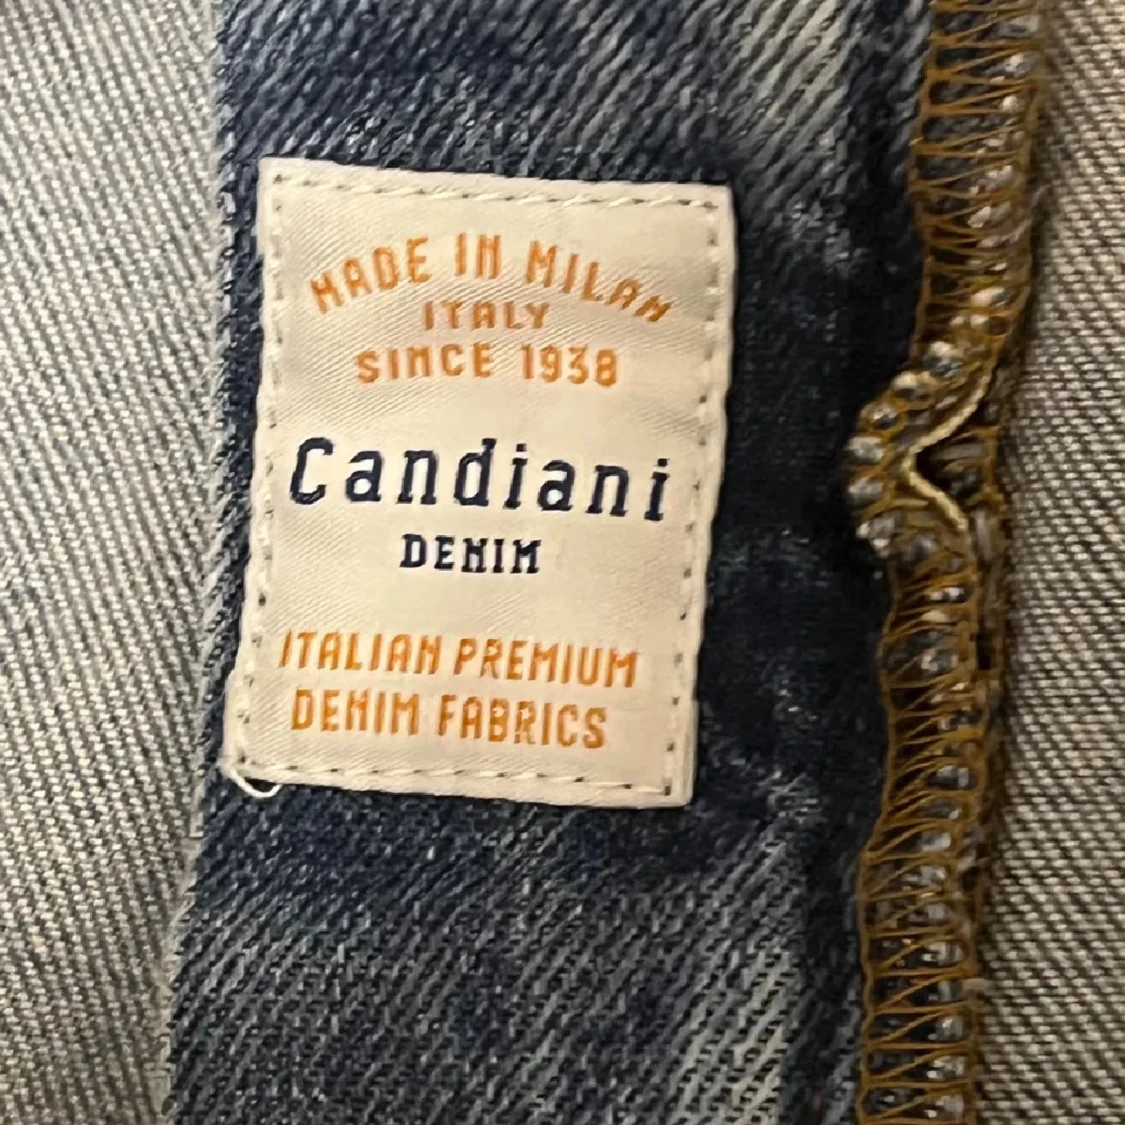 MADE IN MILAN
ITALY
SINCE 1938
Candiani
DENIM
ITALIAN PREMIUM
DENIM FABRICS